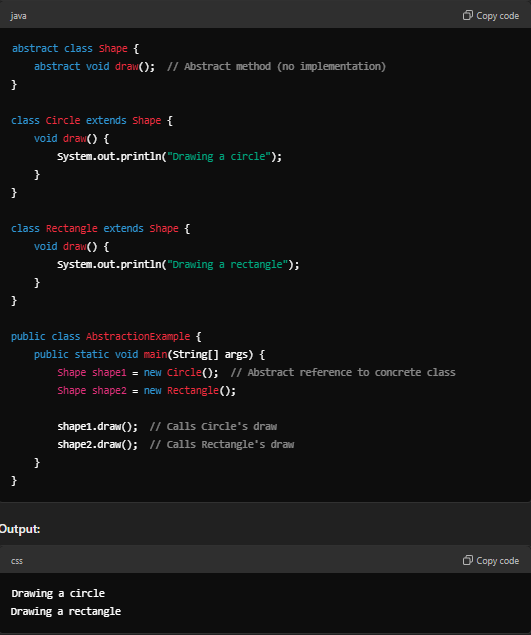 java
Copy code
abstract class Shape {
    abstract void draw();  // Abstract method (no implementation)
}
class Circle extends Shape {
    void draw() {
        System.out.println("Drawing a circle");
    }
}
class Rectangle extends Shape {
    void draw() {
        System.out.println("Drawing a rectangle");
    }
}
public class AbstractionExample {
    public static void main(String[] args) {
        Shape shape1 = new Circle();  // Abstract reference to concrete class
        Shape shape2 = new Rectangle();
        shape1.draw();  // Calls Circle's draw
        shape2.draw();  // Calls Rectangle's draw
    }
}
Output:
css
Copy code
Drawing a circle
Drawing a rectangle